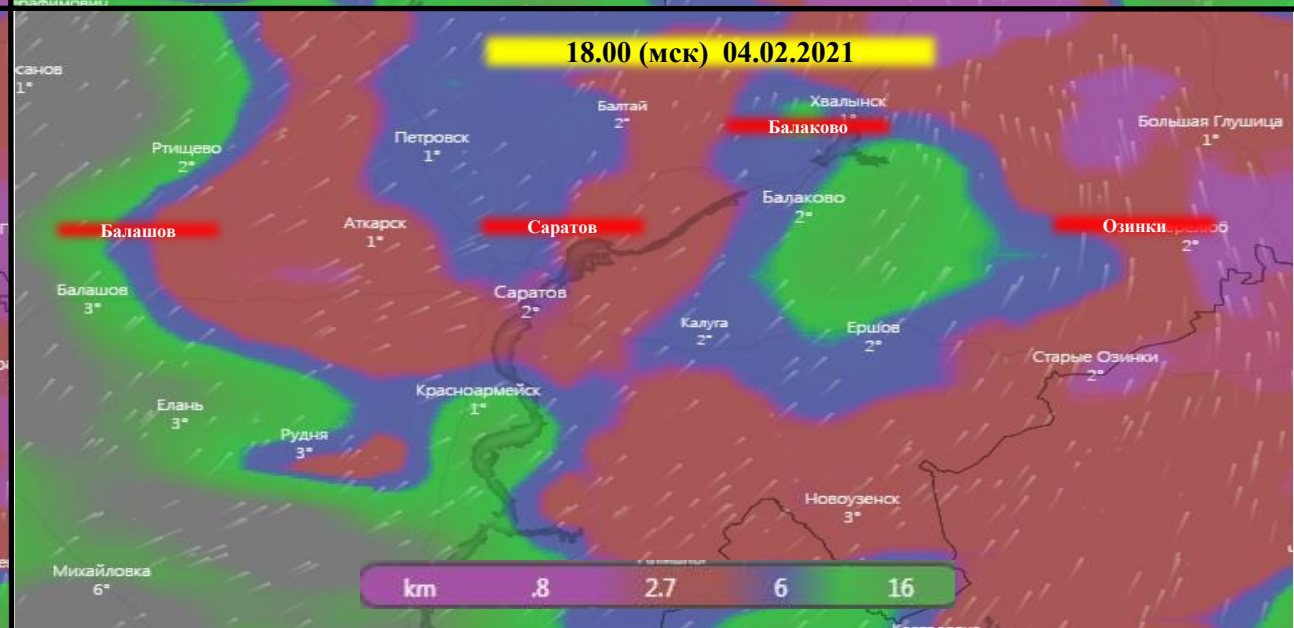 18.00 (мск) 04.02.2021
санов
1°
Балтай
2°
Хвалынск
1°
Балаково
Большая Глушица
1°
Петровск
1°
Ртищево
2°
Балаково
2°
Балашов
Аткарск
1°
Саратов
Озинки
2°
Балашов
3°
Саратов
2°
Калуга
2°
Ершов
2°
Старые Озинки
2°
Красноармейск
1°
Елань
3°
Рудня
3°
Новоузенск
3°
Михайловка
6°
km .8 2.7 6 16